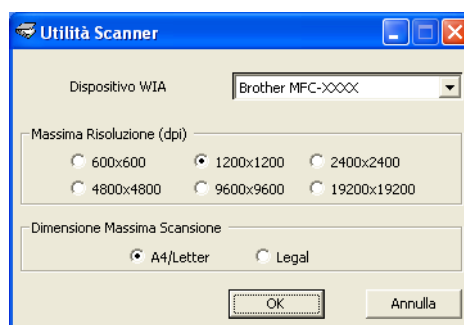 Utilità Scanner
Dispositivo WIA Brother MFC-XXXX
Massima Risoluzione (dpi)
600x600 1200x1200 2400x2400
4800x4800 9600x9600 19200x19200
Dimensione Massima Scansione
A4/Letter Legal
OK Annulla